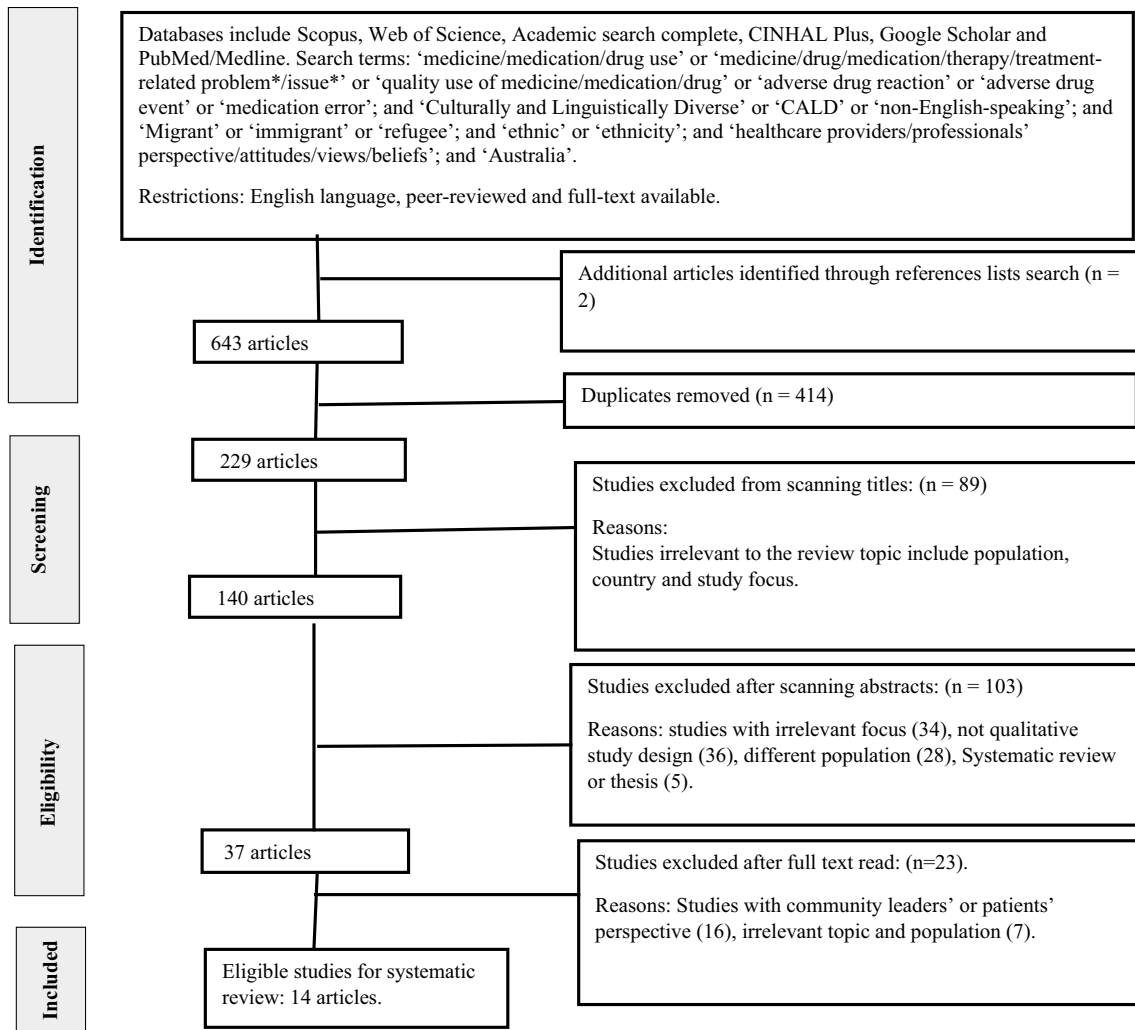 Identification
Databases include Scopus, Web of Science, Academic search complete, CINHAL Plus, Google Scholar and
PubMed/Medline. Search terms: ‘medicine/medication/drug use’ or ‘medicine/drug/medication/therapy/treatment-
related problem*/issue*’ or ‘quality use of medicine/medication/drug’ or ‘adverse drug reaction’ or ‘adverse drug
event’ or ‘medication error’; and ‘Culturally and Linguistically Diverse’ or ‘CALD’ or ‘non-English-speaking’; and
‘Migrant’ or ‘immigrant’ or ‘refugee’; and ‘ethnic’ or ‘ethnicity’; and ‘healthcare providers/professionals’
perspective/attitudes/views/beliefs’; and ‘Australia’.
Restrictions: English language, peer-reviewed and full-text available.
Additional articles identified through references lists search (n =
2)
643 articles
Duplicates removed (n = 414)
Screening
229 articles
Studies excluded from scanning titles: (n = 89)
Reasons:
Studies irrelevant to the review topic include population,
country and study focus.
140 articles
Eligibility
Studies excluded after scanning abstracts: (n = 103)
Reasons: studies with irrelevant focus (34), not qualitative
study design (36), different population (28), Systematic review
or thesis (5).
37 articles
Studies excluded after full text read: (n=23).
Reasons: Studies with community leaders’ or patients’
perspective (16), irrelevant topic and population (7).
Included
Eligible studies for systematic
review: 14 articles.